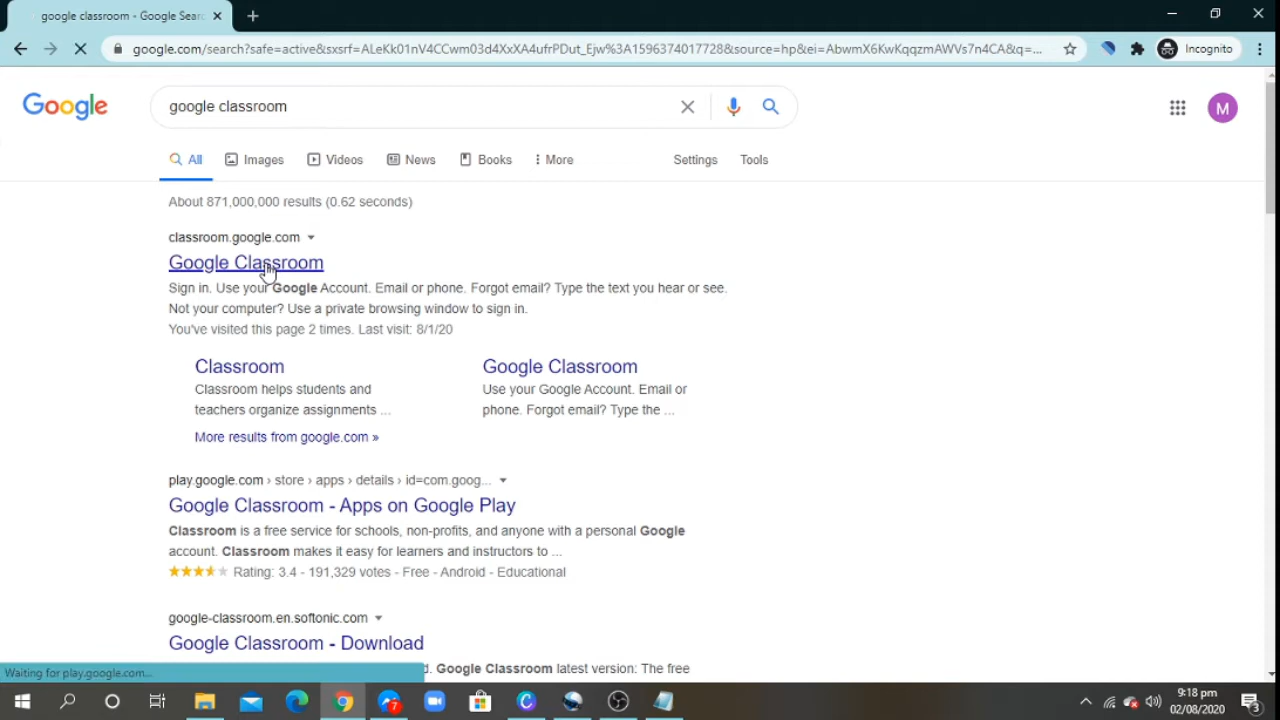 google classroom - Google Searc
google.com/search?safe=active&sxsrf=ALeKk01nV4CCwm03d4XxXA4ufrPDut_Ejw%3A1596374017728&source=hp&ei=AbwmX6KwKqqzmAWVs7n4CA&q=...
Incognito
Google
google classroom
M
All
Images
Videos
News
Books
More
Settings
Tools
About 871,000,000 results (0.62 seconds)
classroom.google.com
Google Classroom
Sign in. Use your Google Account. Email or phone. Forgot email? Type the text you hear or see.
Not your computer? Use a private browsing window to sign in.
You've visited this page 2 times. Last visit: 8/1/20
Classroom
Classroom helps students and
teachers organize assignments ...
Google Classroom
Use your Google Account. Email or
phone. Forgot email? Type the ...
More results from google.com »
play.google.com › store › apps › details › id=com.goog...
Google Classroom - Apps on Google Play
Classroom is a free service for schools, non-profits, and anyone with a personal Google
account. Classroom makes it easy for learners and instructors to ...
Rating: 3.4 - 191,329 votes - Free - Android - Educational
google-classroom.en.softonic.com
Google Classroom - Download
d. Google Classroom latest version: The free
Waiting for play.google.com...
7
9:18 pm
02/08/2020
3